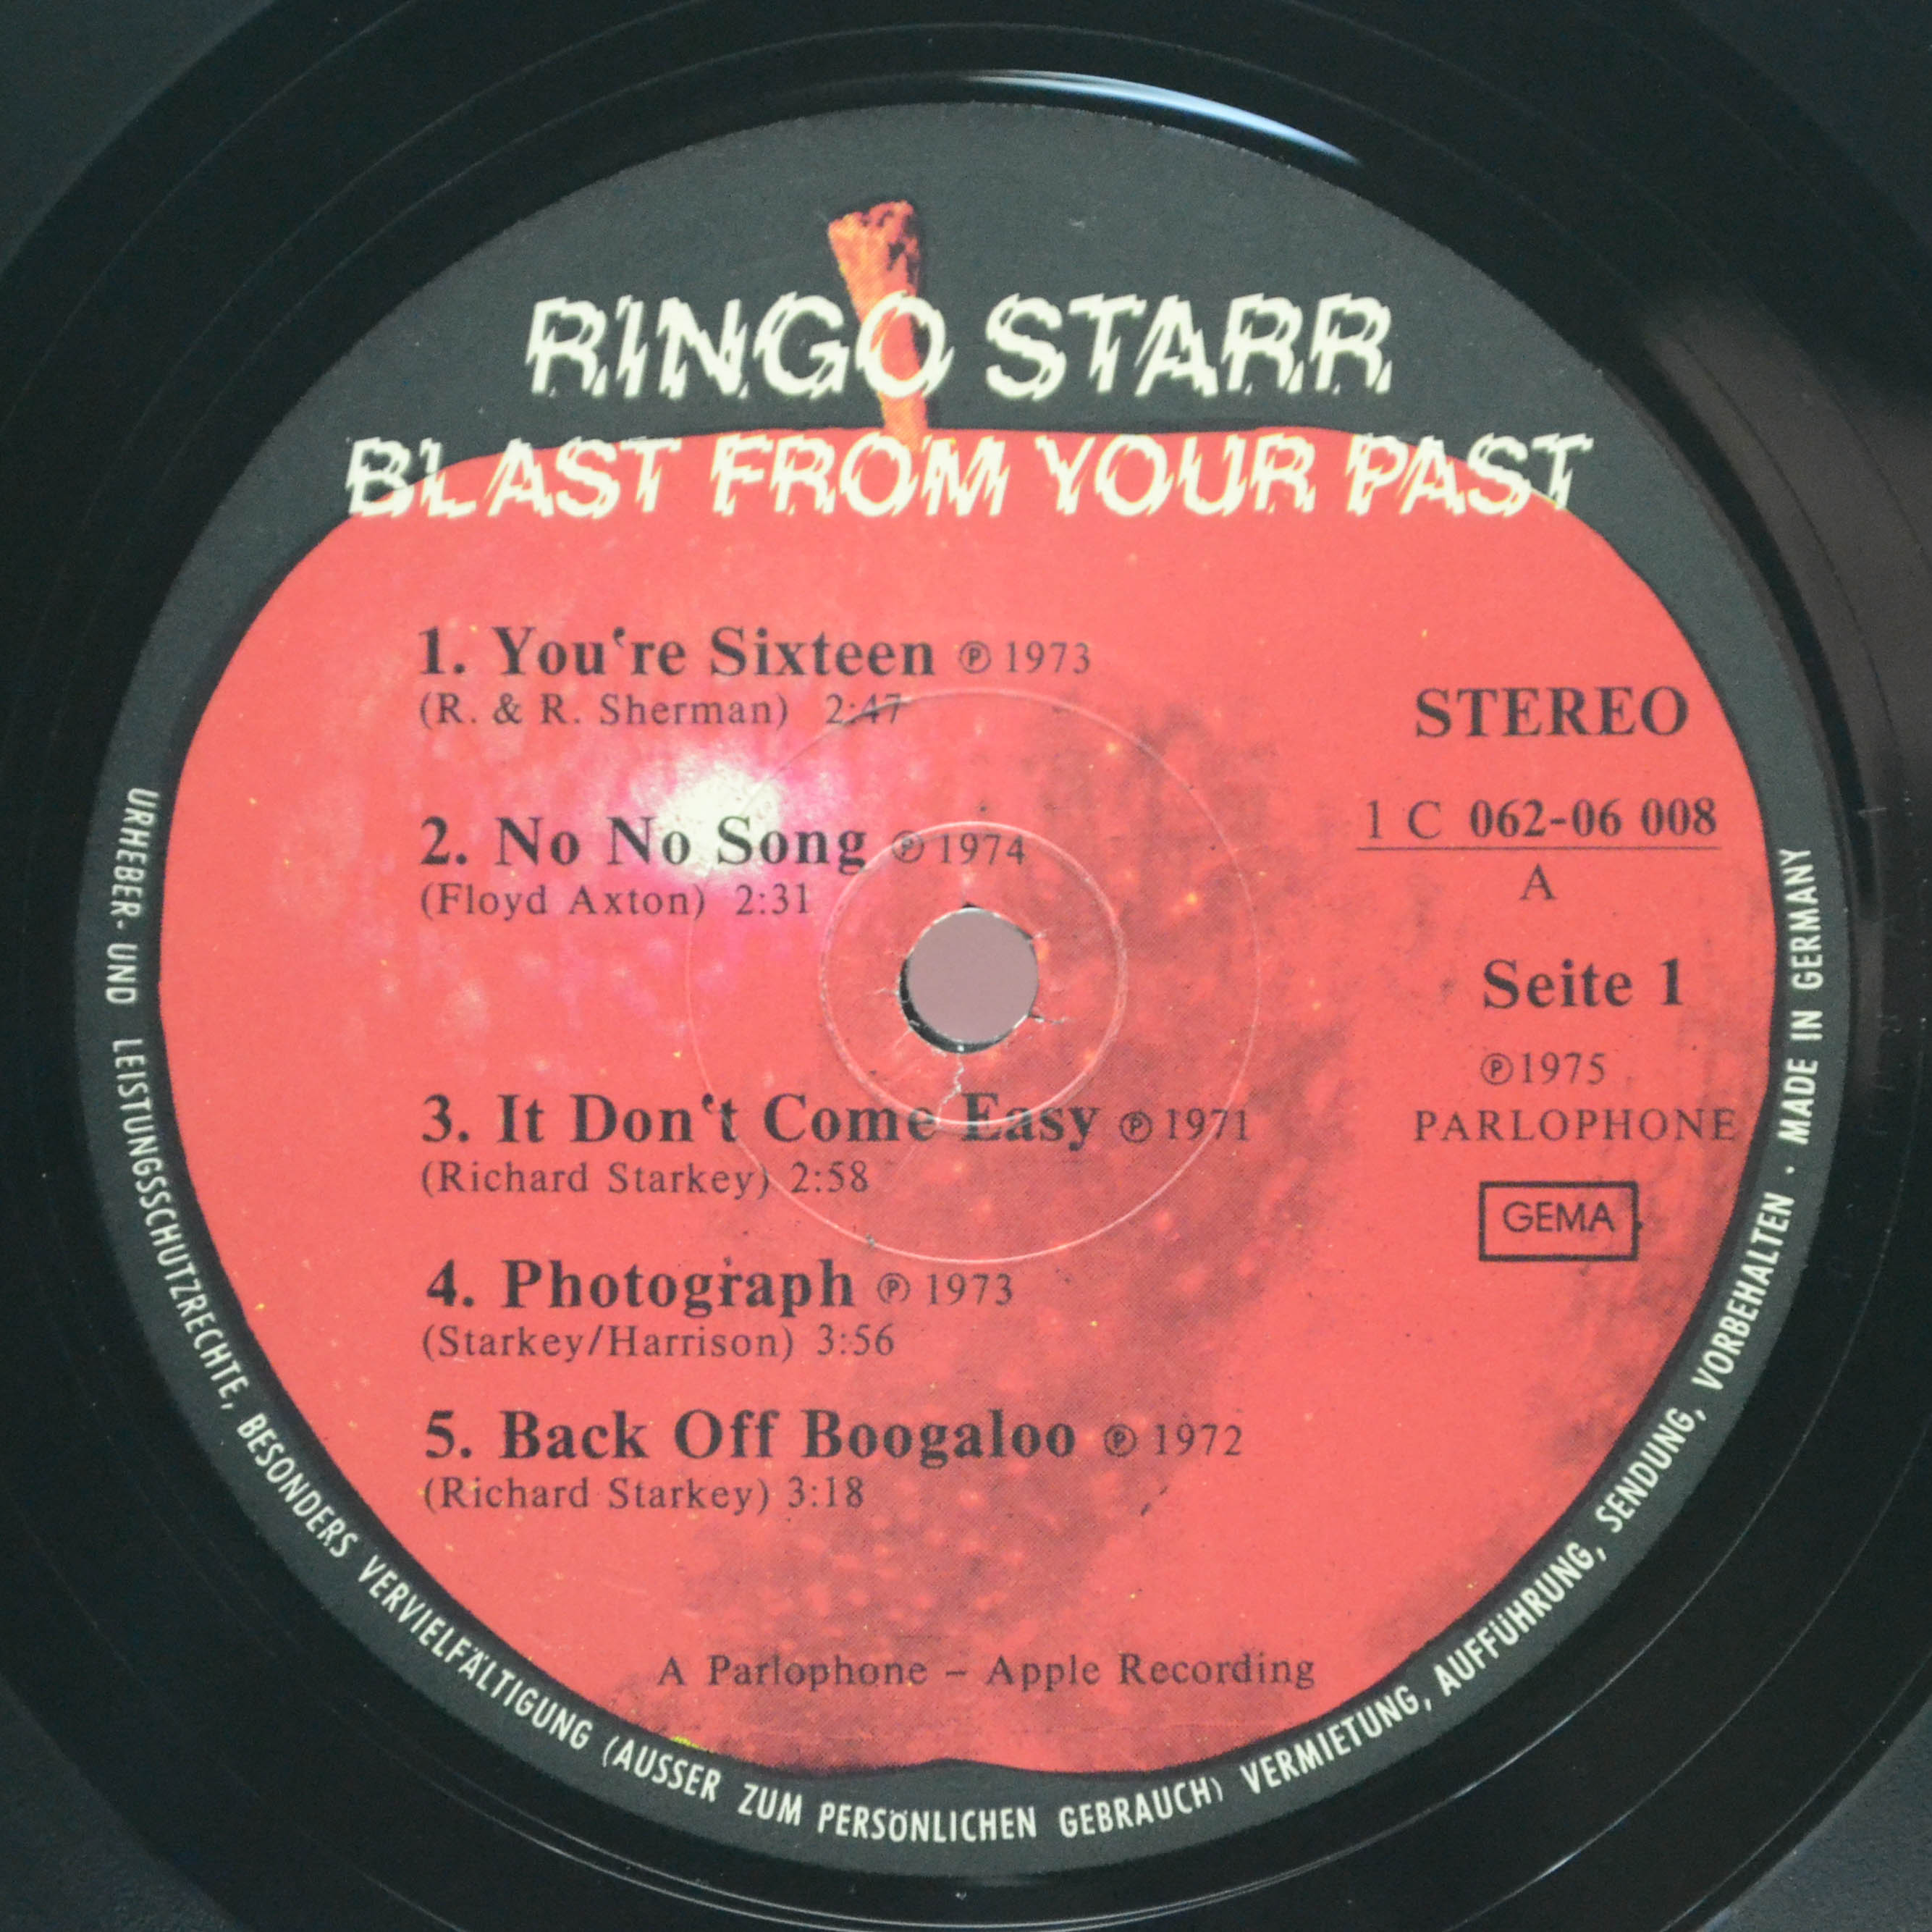 RINGO STARR
BLAST FROM YOUR PAST
1. You‘re Sixteen ℗ 1973
(R. & R. Sherman) 2:47
2. No No Song ℗ 1974
(Floyd Axton) 2:31
3. It Don‘t Come Easy ℗ 1971
(Richard Starkey) 2:58
4. Photograph ℗ 1973
(Starkey/Harrison) 3:56
5. Back Off Boogaloo ℗ 1972
(Richard Starkey) 3:18
STEREO
1 C 062-06 008
A
Seite 1
℗ 1975
PARLOPHONE
GEMA
A Parlophone – Apple Recording
URHEBER- UND LEISTUNGSSCHUTZRECHTE, BESONDERS VERVIELFÄLTIGUNG (AUSSER ZUM PERSÖNLICHEN GEBRAUCH) VERMIETUNG, AUFFÜHRUNG, SENDUNG, VORBEHALTEN · MADE IN GERMANY